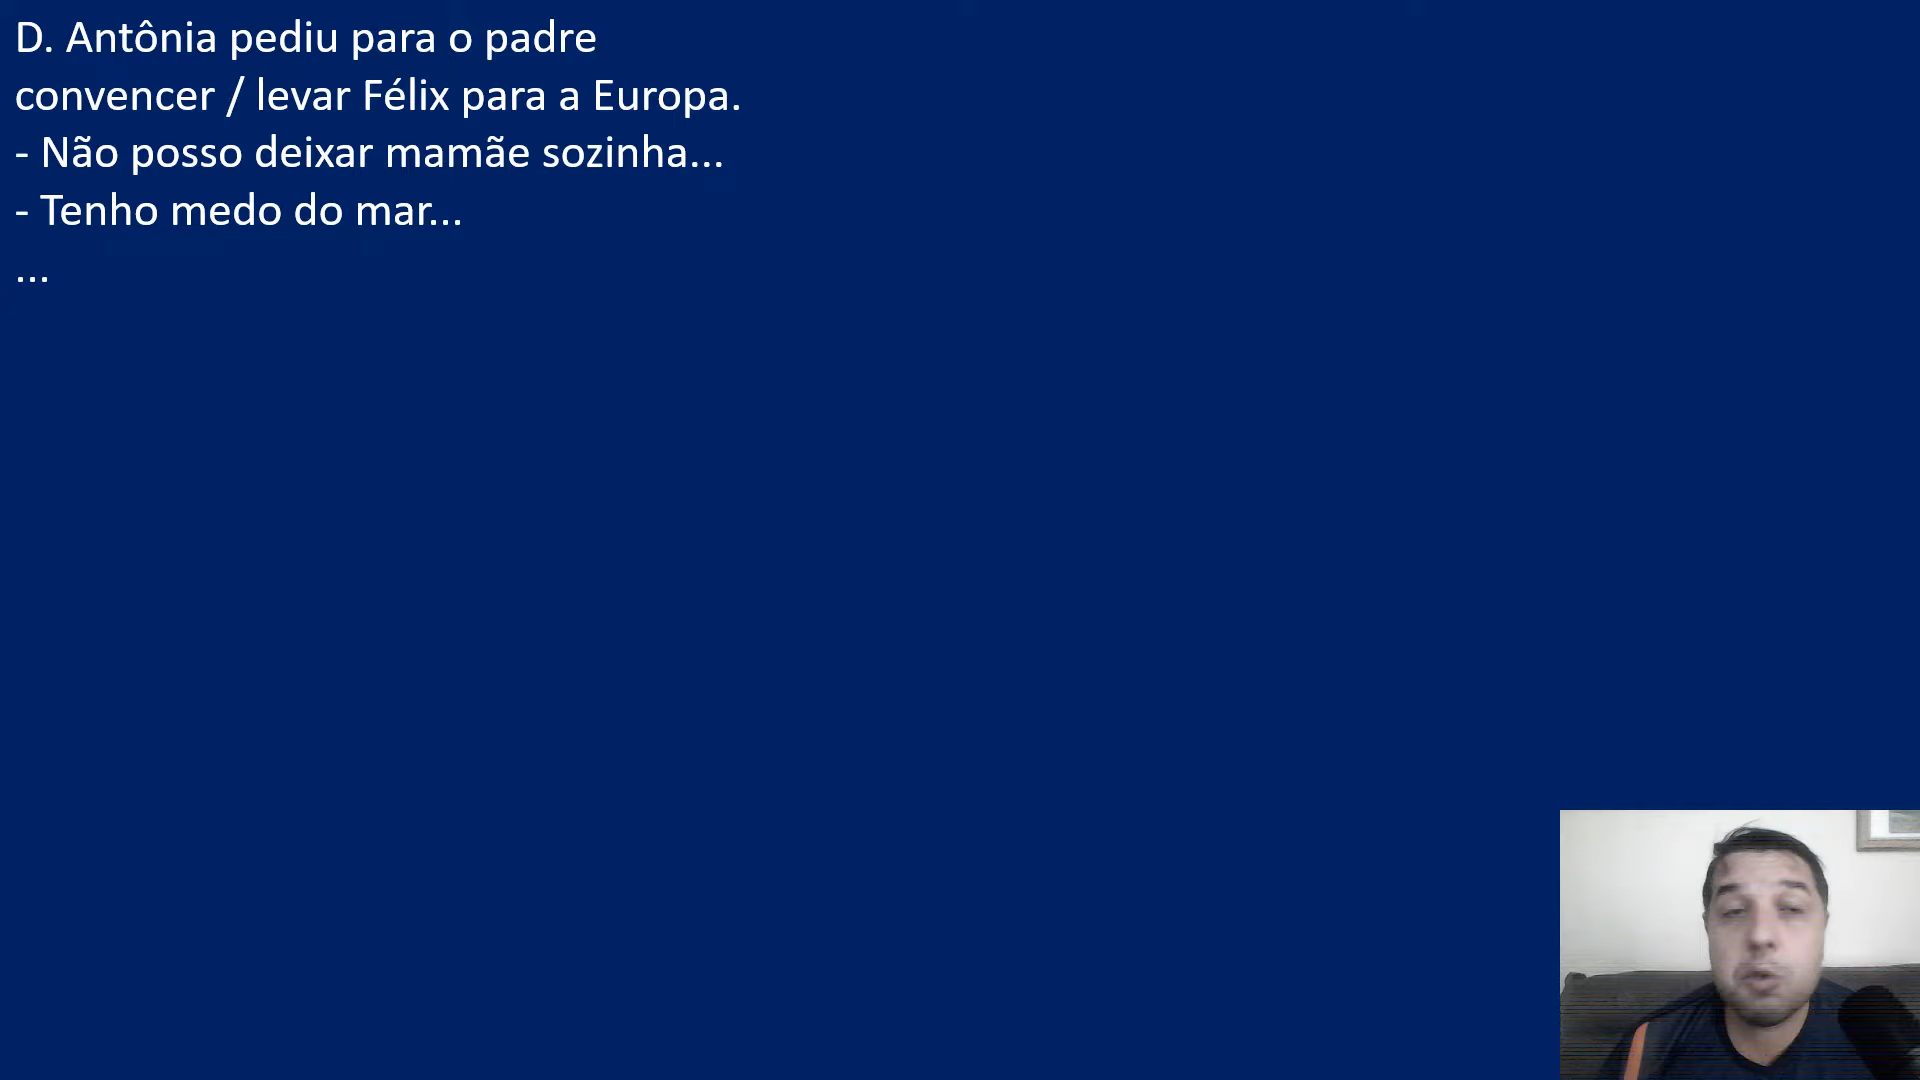 D. Antônia pediu para o padre
convencer / levar Félix para a Europa.
- Não posso deixar mamãe sozinha...
- Tenho medo do mar...
...